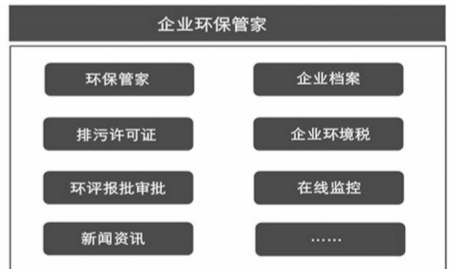 企业环保管家
环保管家
企业档案
排污许可证
企业环境税
环评报批审批
在线监控
新闻资讯
……